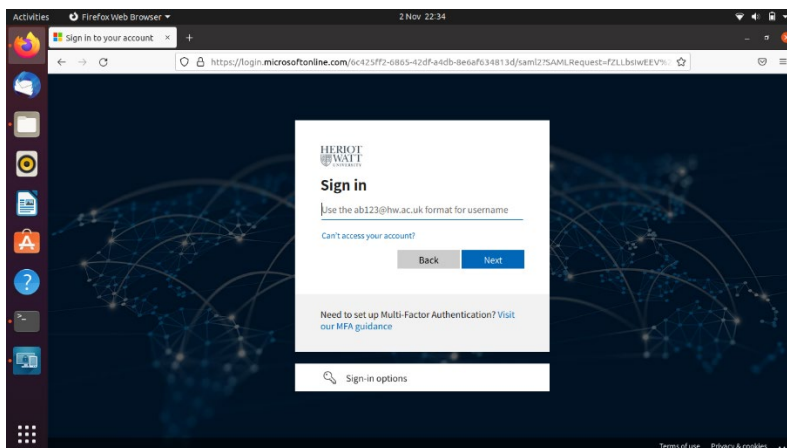 Activities
Firefox Web Browser
2 Nov 22:34
Sign in to your account
https://login.microsoftonline.com/6c425ff2-6865-42df-a4db-8e6af634813d/saml2?SAMLRequest=
HERIOT
WATT
UNIVERSITY
Sign in
Use the ab123@hw.ac.uk format for username
Can't access your account?
Back Next
Need to set up Multi-Factor Authentication? Visit
our MFA guidance
Sign-in options
Terms of use Privacy & cookies